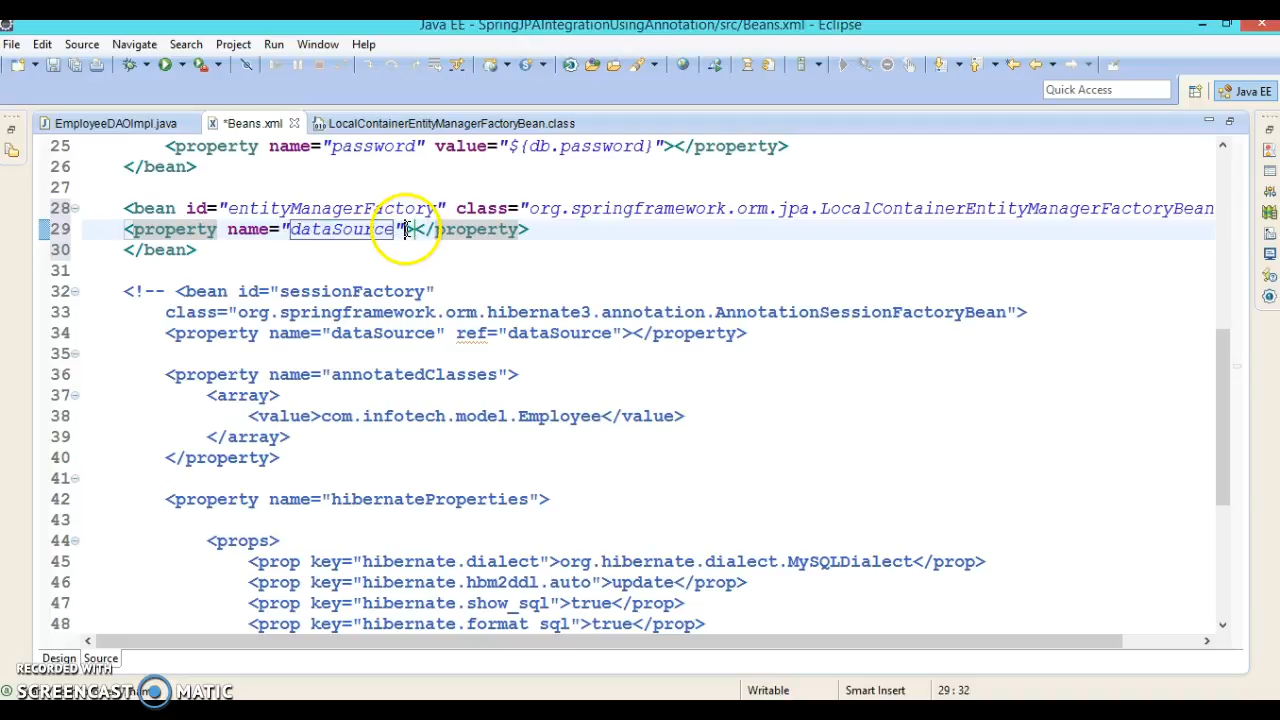 Java EE - SpringJPAIntegrationUsingAnnotation/src/Beans.xml - Eclipse
File Edit Source Navigate Search Project Run Window Help
Quick Access
Java EE
EmployeeDAOImpl.java
*Beans.xml
LocalContainerEntityManagerFactoryBean.class
25 <property name="password" value="${db.password}"></property>
26 </bean>
27
28 <bean id="entityManagerFactory" class="org.springframework.orm.jpa.LocalContainerEntityManagerFactoryBean
29 <property name="dataSource"></property>
30 </bean>
31
32 <!-- <bean id="sessionFactory"
33 class="org.springframework.orm.hibernate3.annotation.AnnotationSessionFactoryBean">
34 <property name="dataSource" ref="dataSource"></property>
35
36 <property name="annotatedClasses">
37 <array>
38 <value>com.infotech.model.Employee</value>
39 </array>
40 </property>
41
42 <property name="hibernateProperties">
43
44 <props>
45 <prop key="hibernate.dialect">org.hibernate.dialect.MySQLDialect</prop>
46 <prop key="hibernate.hbm2ddl.auto">update</prop>
47 <prop key="hibernate.show_sql">true</prop>
48 <prop key="hibernate.format_sql">true</prop>
Design Source
RECORDED WITH
SCREENCAST MATIC
Writable
Smart Insert
29 : 32